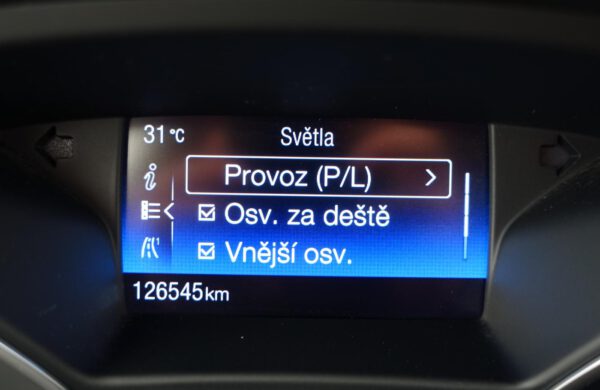 31 °C
Světla
Provoz (P/L)
Osv. za deště
Vnější osv.
126545km